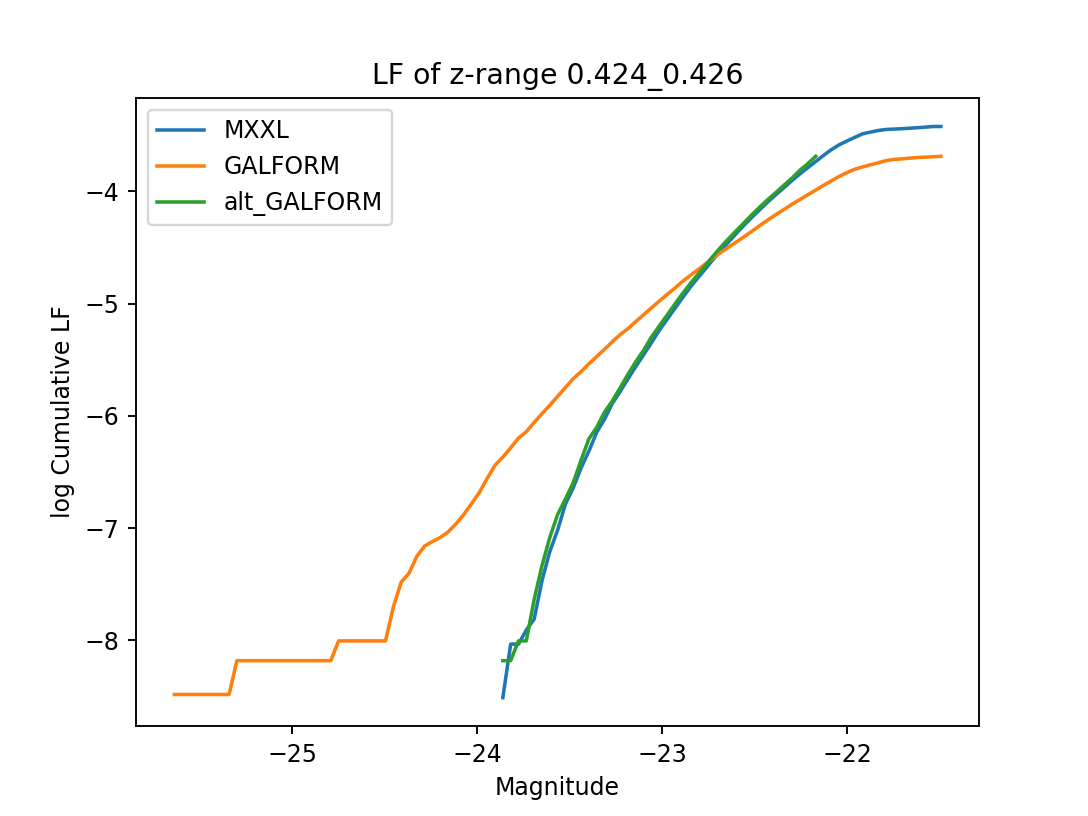 LF of z-range 0.424_0.426
MXXL
GALFORM
alt_GALFORM
−4
−5
−6
−7
−8
log Cumulative LF
−25
−24
−23
−22
Magnitude